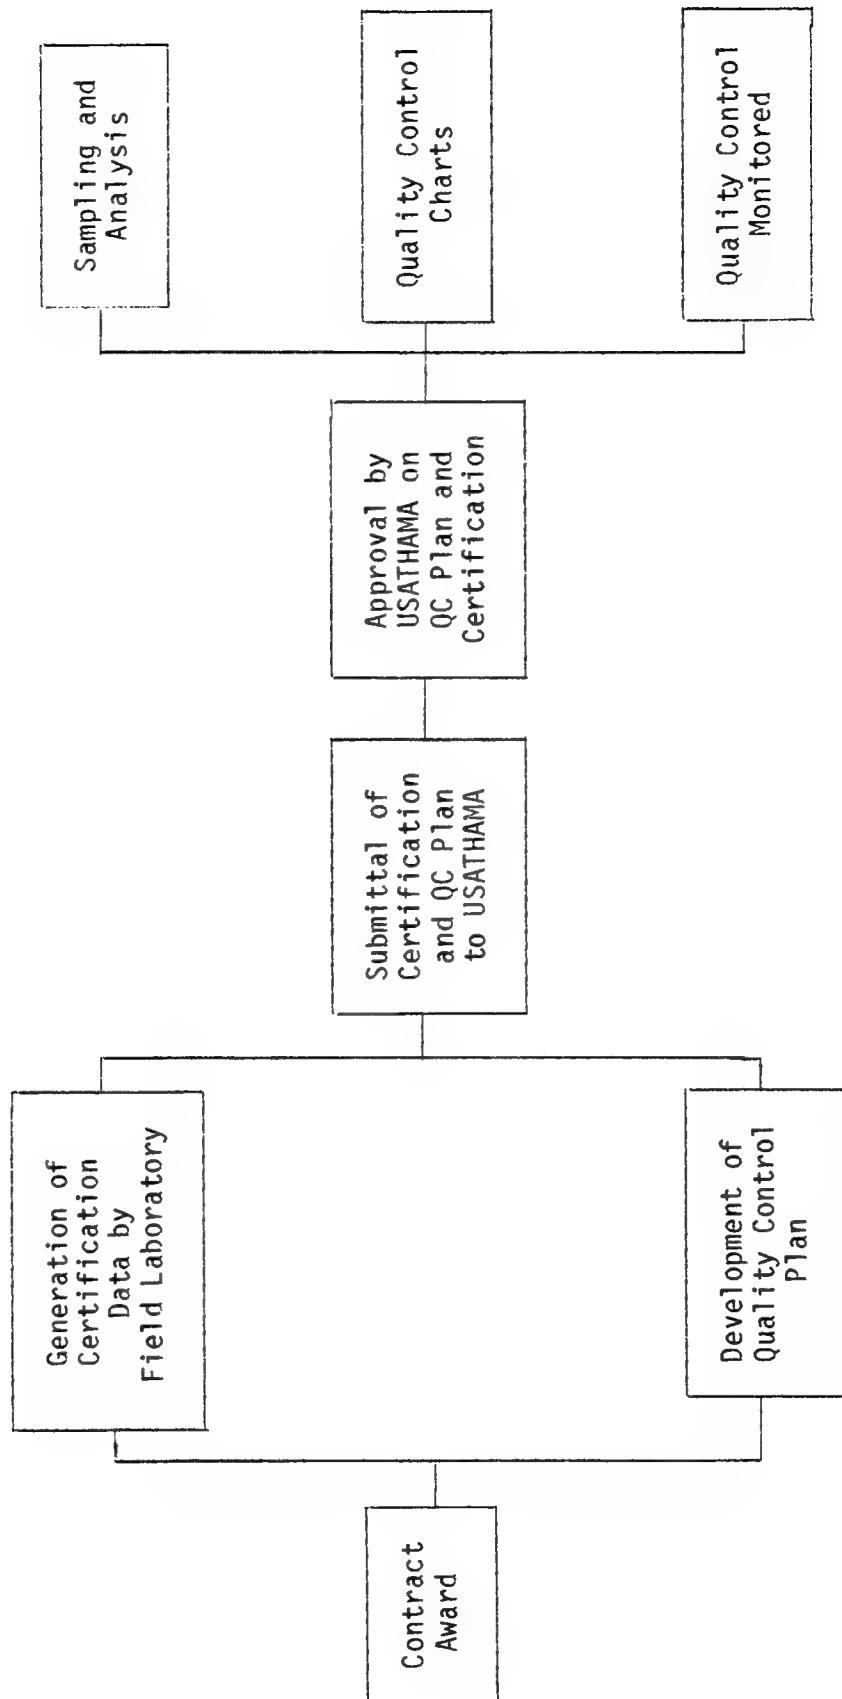 Contract
Award
Generation of
Certification
Data by
Field Laboratory
Development of
Quality Control
Plan
Submittal of
Certification
and QC Plan
to USATHAMA
Approval by
USATHAMA on
QC Plan and
Certification
Sampling and
Analysis
Quality Control
Charts
Quality Control
Monitored